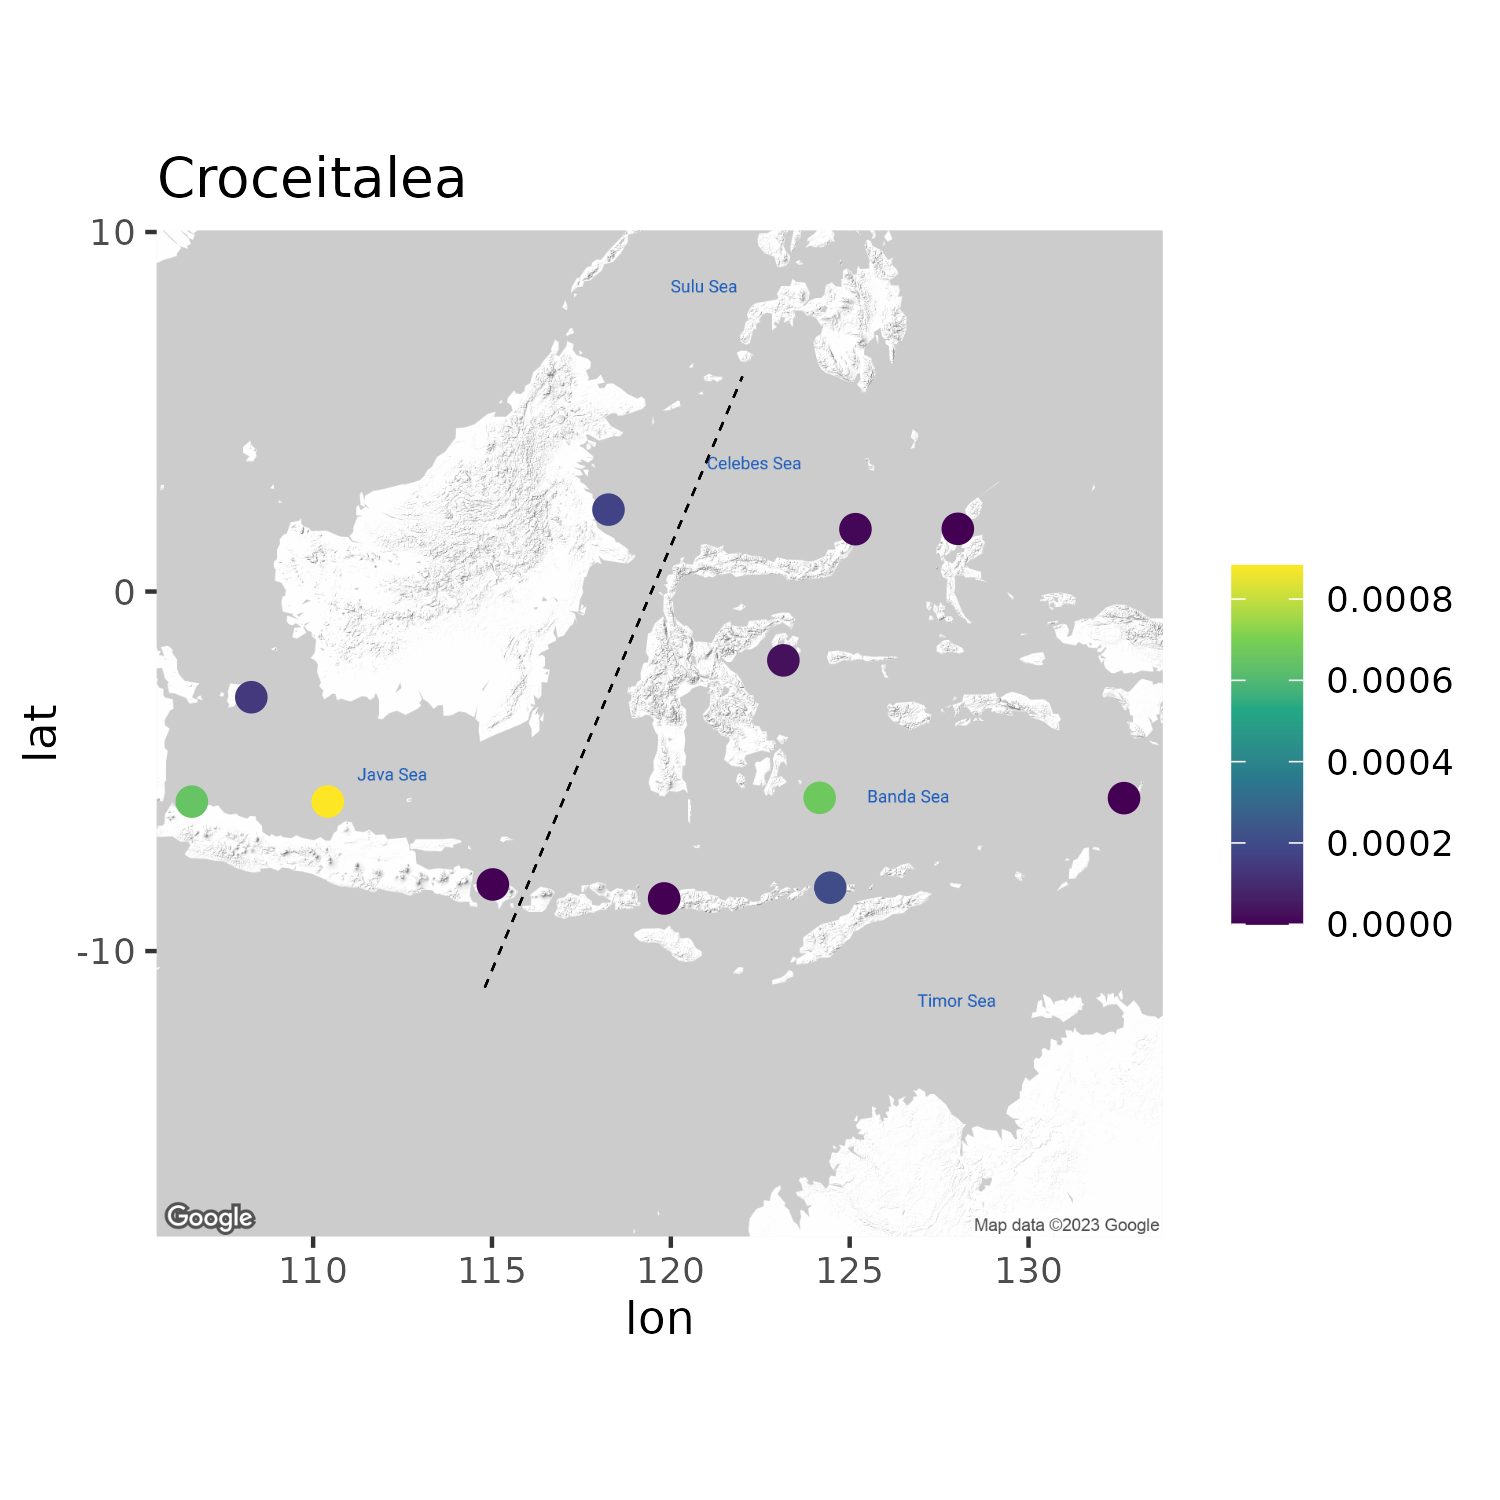 Croceitalea
10
0
-10
lat
Sulu Sea
Celebes Sea
Java Sea
Banda Sea
Timor Sea
Google
Map data ©2023 Google
110
115
120
125
130
lon
0.0008
0.0006
0.0004
0.0002
0.0000